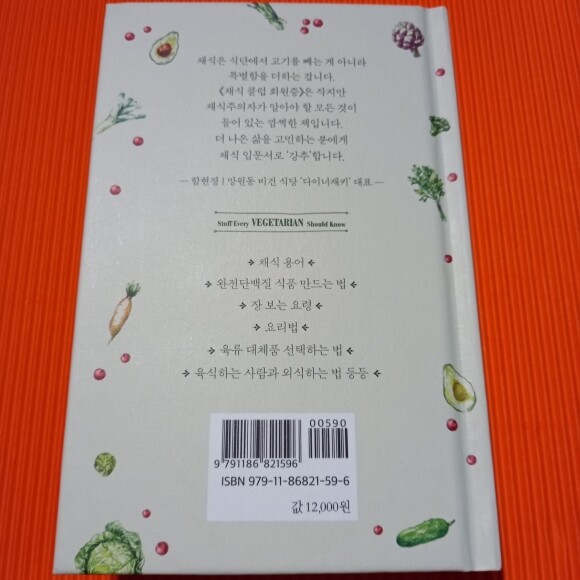 채식은 식단에서 고기를 빼는 게 아니라
특별함을 더하는 겁니다.
《채식 클럽 회원증》은 작지만
채식주의자가 알아야 할 모든 것이
들어 있는 깜찍한 책입니다.
더 나은 삶을 고민하는 분에게
채식 입문서로 '강추'합니다.
— 함현정 | 망원동 비건 식당 '다이너재키' 대표 —
Stuff Every VEGETARIAN Should Know
채식 용어
완전단백질 식품 만드는 법
장 보는 요령
요리법
육류 대체품 선택하는 법
육식하는 사람과 외식하는 법 등등
00590
9 791186 821596
ISBN 979-11-86821-59-6
값 12,000원